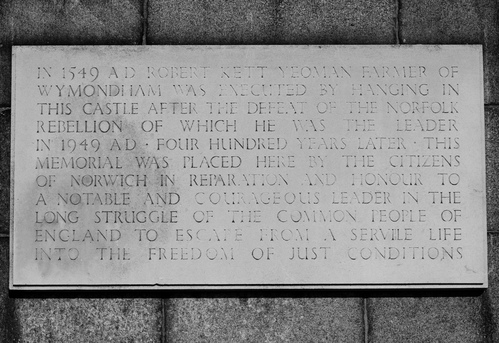 IN 1549 AD ROBERT KETT YEOMAN FARMER OF
WYMONDHAM WAS EXECUTED BY HANGING IN
THIS CASTLE AFTER THE DEFEAT OF THE NORFOLK
REBELLION OF WHICH HE WAS THE LEADER
IN 1949 AD · FOUR HUNDRED YEARS LATER · THIS
MEMORIAL WAS PLACED HERE BY THE CITIZENS
OF NORWICH IN REPARATION AND HONOUR TO
A NOTABLE AND COURAGEOUS LEADER IN THE
LONG STRUGGLE OF THE COMMON PEOPLE OF
ENGLAND TO ESCAPE FROM A SERVILE LIFE
INTO THE FREEDOM OF JUST CONDITIONS